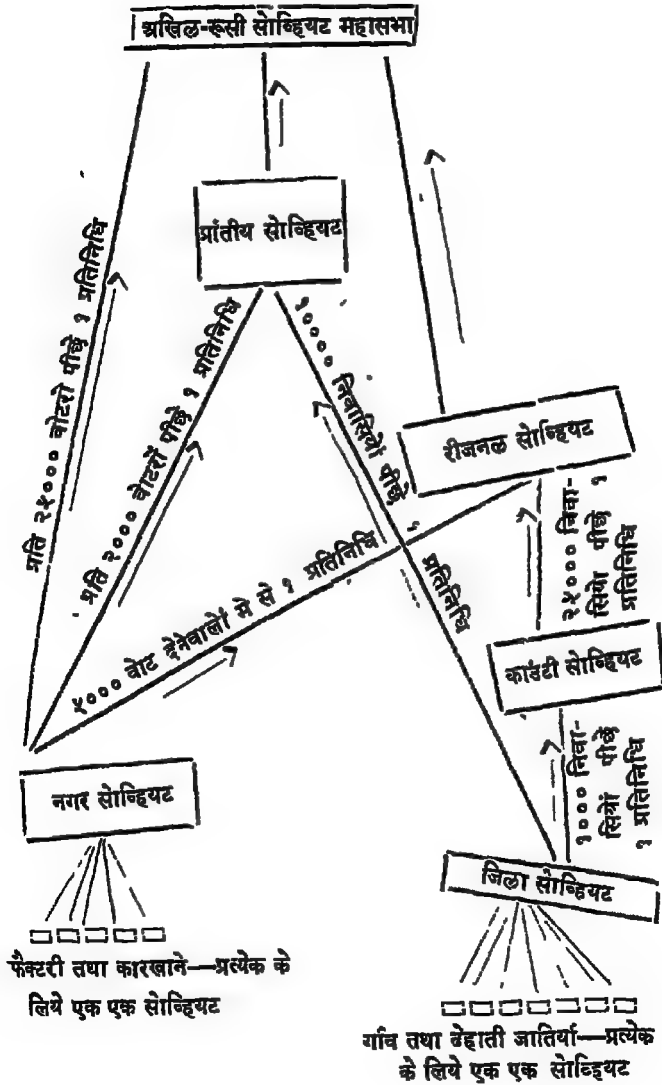 अखिल-रूसी सोव्हियट महासभा
प्रांतीय सोव्हियट
प्रति २५००० वोटरों पीछे १ प्रतिनिधि
प्रति २००० वोटरों पीछे १ प्रतिनिधि
१०००० निवासियों पीछे १ प्रतिनिधि
रीजनल सोव्हियट
५००० वोट देनेवालों मे से १ प्रतिनिधि
२५००० निवा-
सियों पीछे १
प्रतिनिधि
काउंटी सोव्हियट
१००० निवा-
सियों पीछे
१ प्रतिनिधि
नगर सोव्हियट
जिला सोव्हियट
फैक्टरी तथा कारखाने—प्रत्येक के
लिये एक एक सोव्हियट
गाँव तथा देहाती जातियाँ—प्रत्येक
के लिये एक एक सोव्हियट